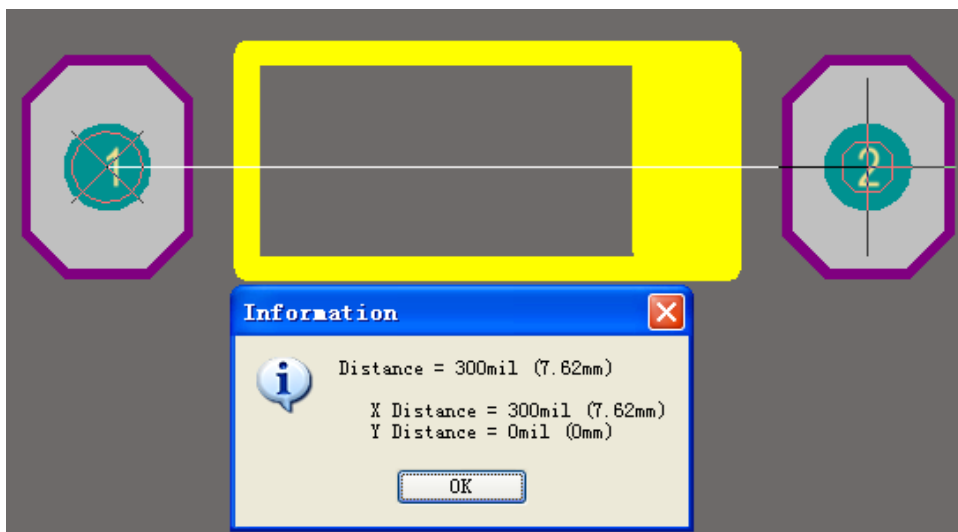 1 2
Information
Distance = 300mil (7.62mm)
X Distance = 300mil (7.62mm)
Y Distance = 0mil (0mm)
OK